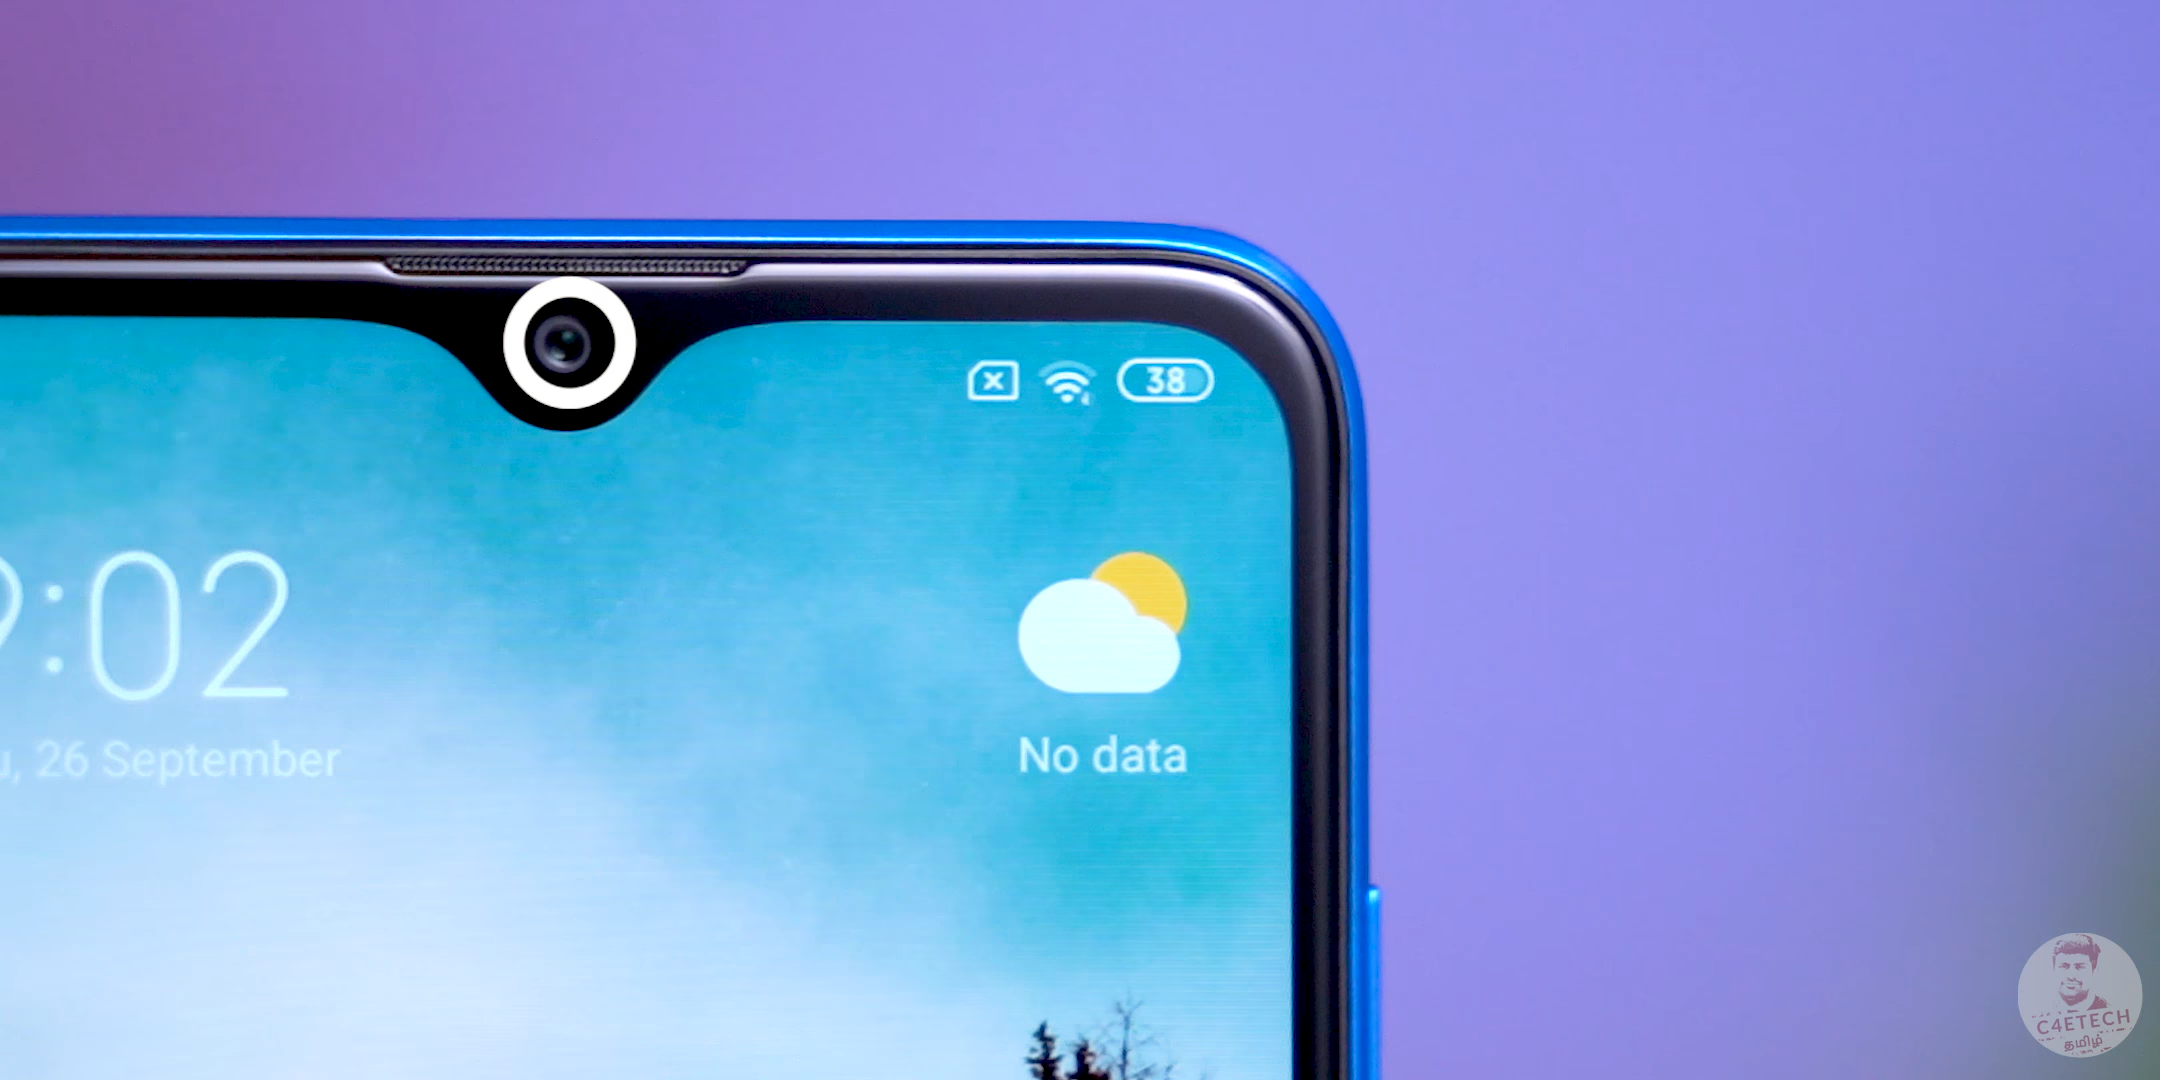 38
:02
26 September
No data
C4ETECH
தமிழ்